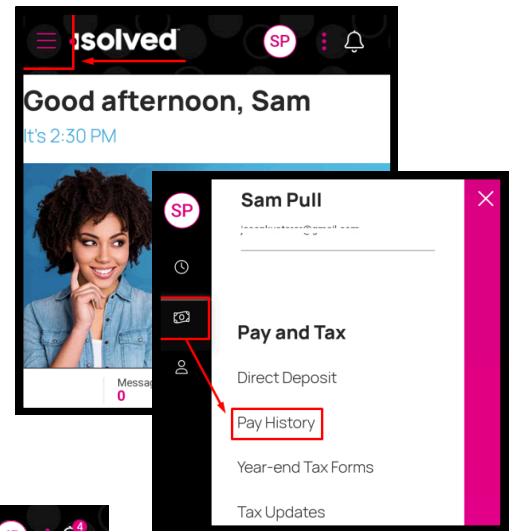 isolved
SP
Good afternoon, Sam
It's 2:30 PM
Messag
0
SP
Sam Pull
Pay and Tax
Direct Deposit
Pay History
Year-end Tax Forms
Tax Updates
4